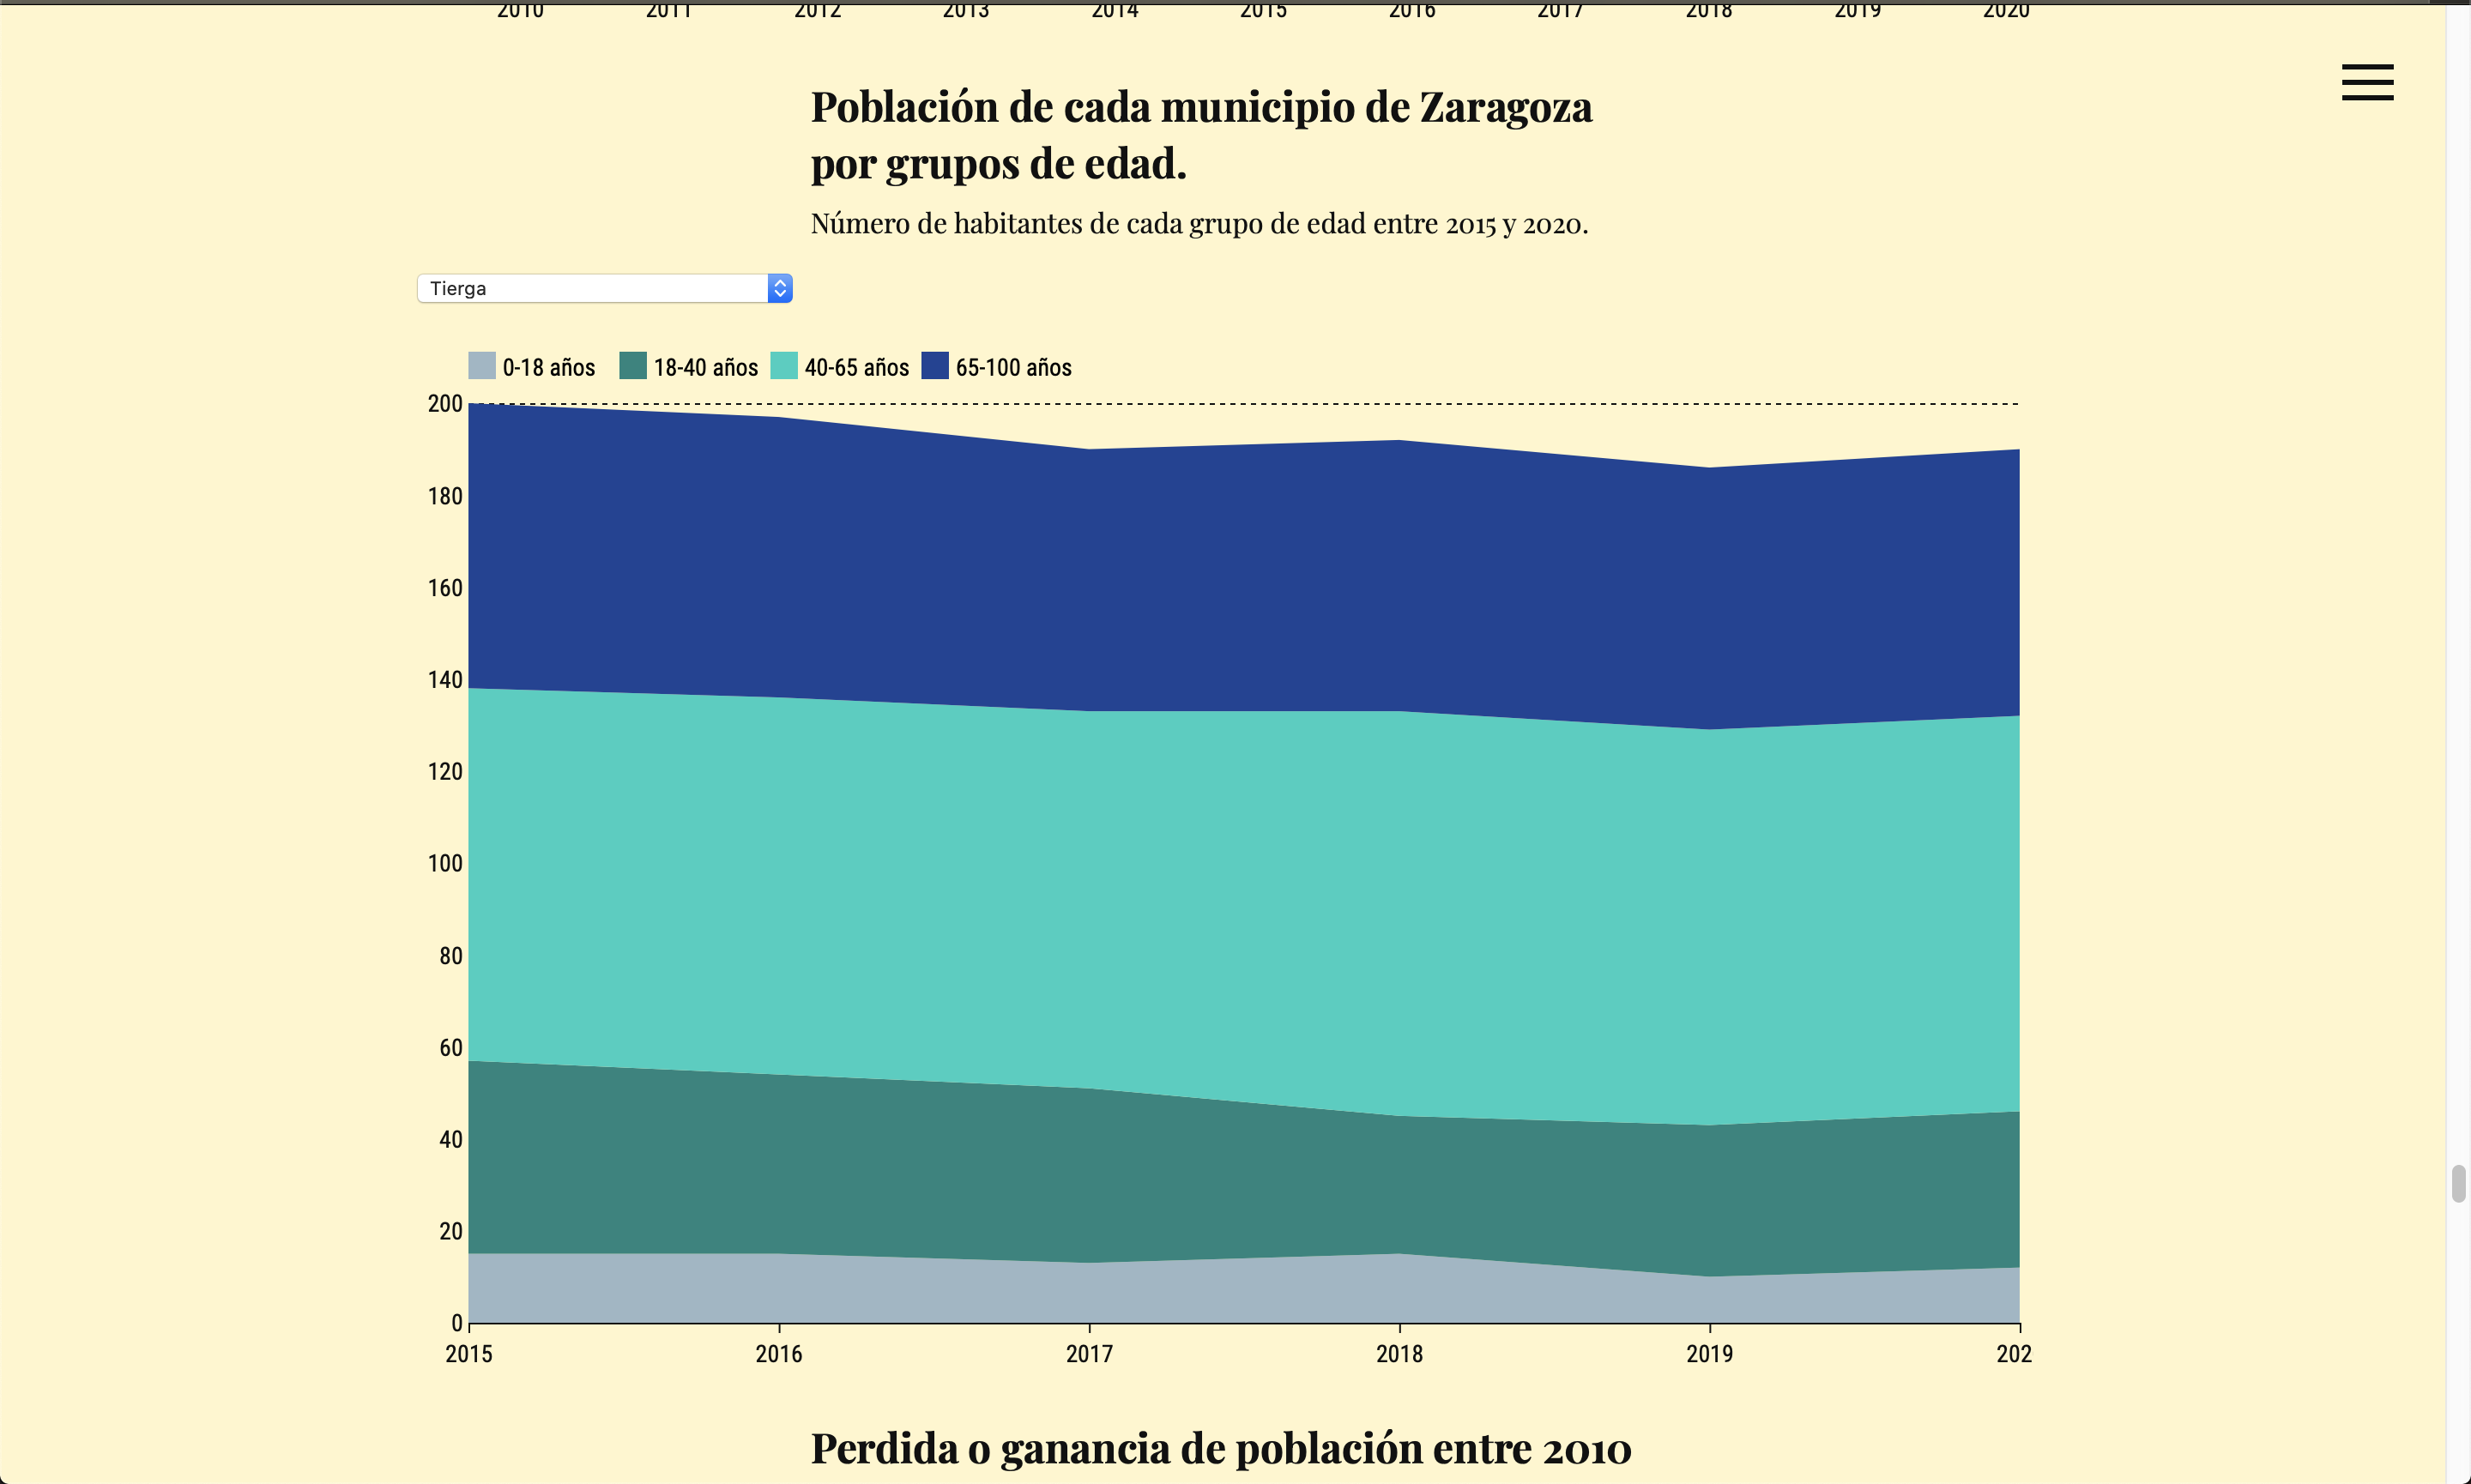 2010 2011 2012 2013 2014 2015 2016 2017 2018 2019 2020
Población de cada municipio de Zaragoza
por grupos de edad.
Número de habitantes de cada grupo de edad entre 2015 y 2020.
Tierga
0-18 años 18-40 años 40-65 años 65-100 años
200
180
160
140
120
100
80
60
40
20
0
2015 2016 2017 2018 2019 202
Perdida o ganancia de población entre 2010